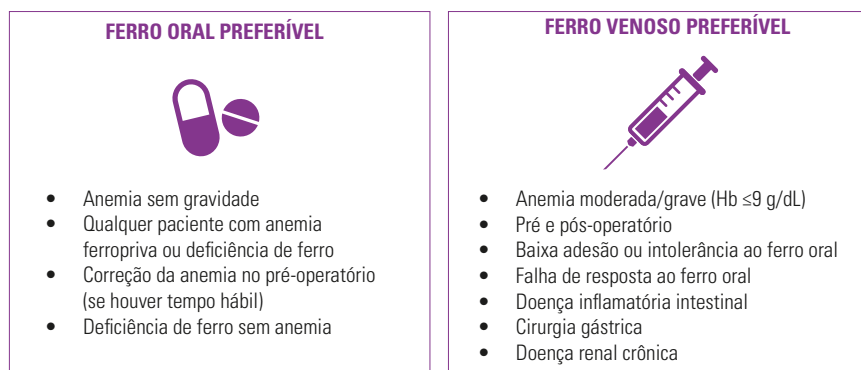 FERRO ORAL PREFERÍVEL
• Anemia sem gravidade
• Qualquer paciente com anemia
ferropriva ou deficiência de ferro
• Correção da anemia no pré-operatório
(se houver tempo hábil)
• Deficiência de ferro sem anemia
FERRO VENOSO PREFERÍVEL
• Anemia moderada/grave (Hb ≤9 g/dL)
• Pré e pós-operatório
• Baixa adesão ou intolerância ao ferro oral
• Falha de resposta ao ferro oral
• Doença inflamatória intestinal
• Cirurgia gástrica
• Doença renal crônica